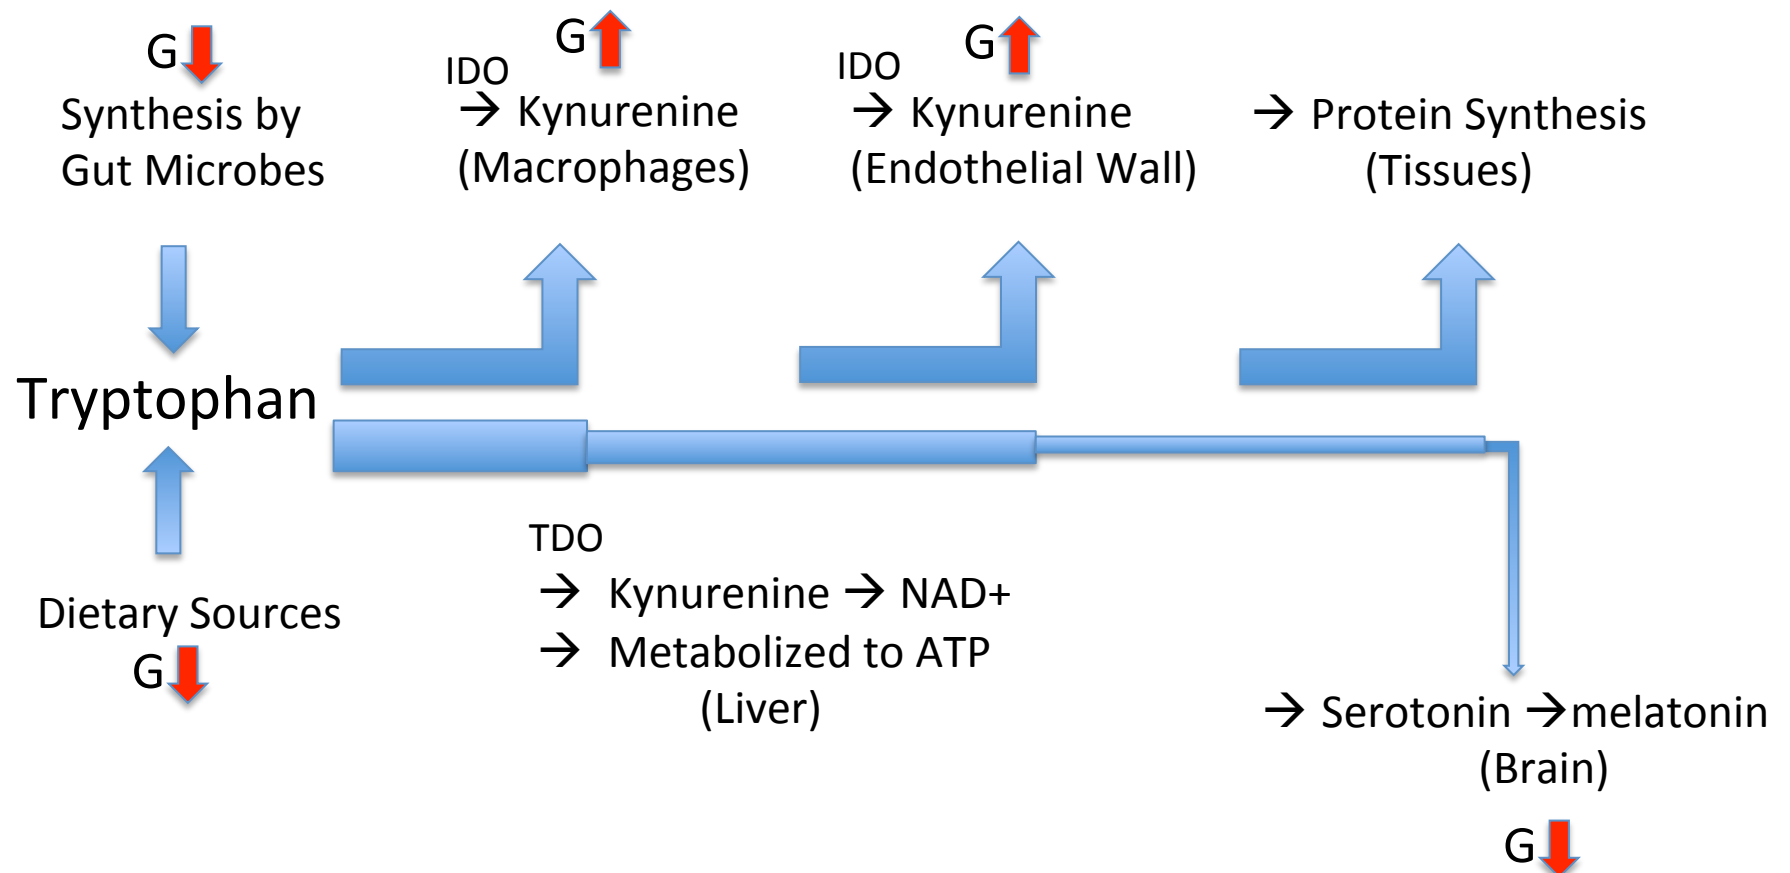 G
Synthesis by
Gut Microbes
IDO
G
→ Kynurenine
(Macrophages)
IDO
G
→ Kynurenine
(Endothelial Wall)
→ Protein Synthesis
(Tissues)
Tryptophan
Dietary Sources
G
TDO
→ Kynurenine → NAD+
→ Metabolized to ATP
(Liver)
→ Serotonin →melatonin
(Brain)
G